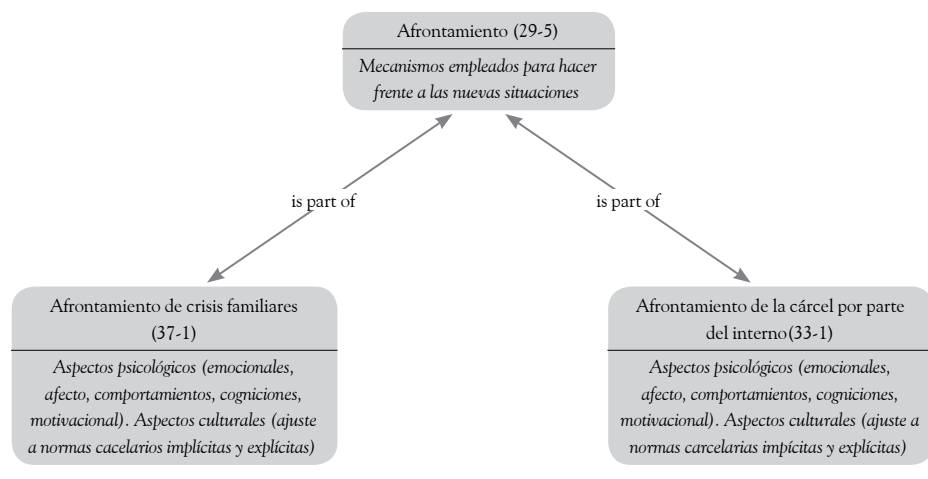 Afrontamiento (29-5)
Mecanismos empleados para hacer
frente a las nuevas situaciones
is part of
is part of
Afrontamiento de crisis familiares
(37-1)
Aspectos psicológicos (emocionales,
afecto, comportamientos, cogniciones,
motivacional). Aspectos culturales (ajuste
a normas cacelarios implícitas y explícitas)
Afrontamiento de la cárcel por parte
del interno(33-1)
Aspectos psicológicos (emocionales,
afecto, comportamientos, cogniciones,
motivacional). Aspectos culturales (ajuste a
normas carcelarias impícitas y explícitas)